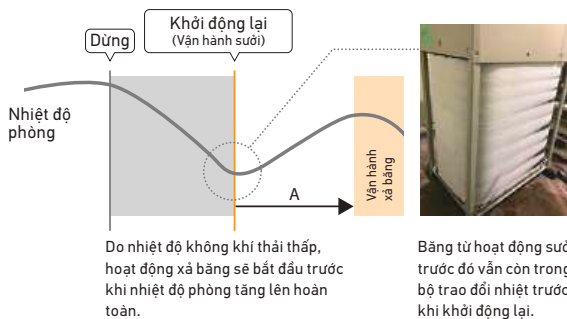 Khởi động lại
(Vận hành sưởi)
Dừng
Nhiệt độ
phòng
A
Vận hành
xả băng
Do nhiệt độ không khí thải thấp,
hoạt động xả băng sẽ bắt đầu trước
khi nhiệt độ phòng tăng lên hoàn
toàn.
Băng từ hoạt động sưở
trước đó vẫn còn trong
bộ trao đổi nhiệt trước
khi khởi động lại.